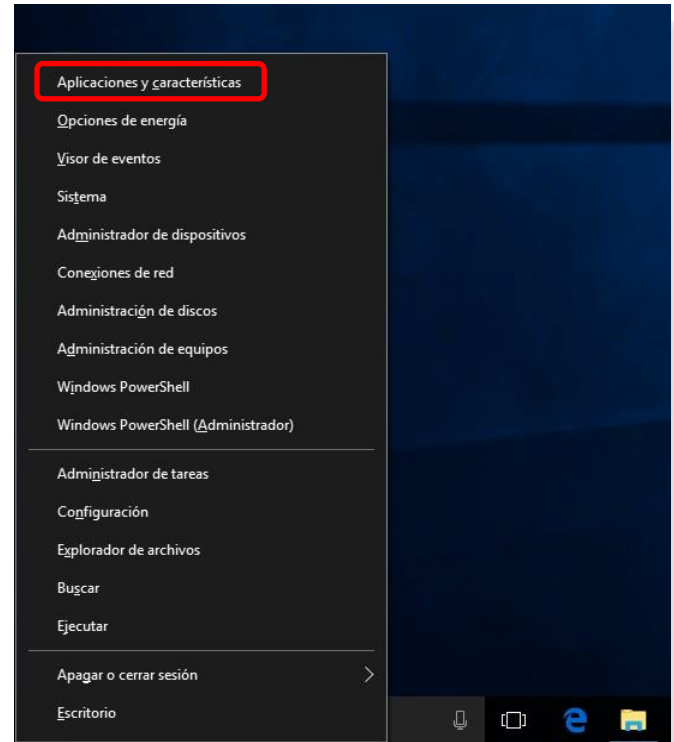 Aplicaciones y características
Opciones de energía
Visor de eventos
Sistema
Administrador de dispositivos
Conexiones de red
Administración de discos
Administración de equipos
Windows PowerShell
Windows PowerShell (Administrador)
Administrador de tareas
Configuración
Explorador de archivos
Buscar
Ejecutar
Apagar o cerrar sesión
Escritorio